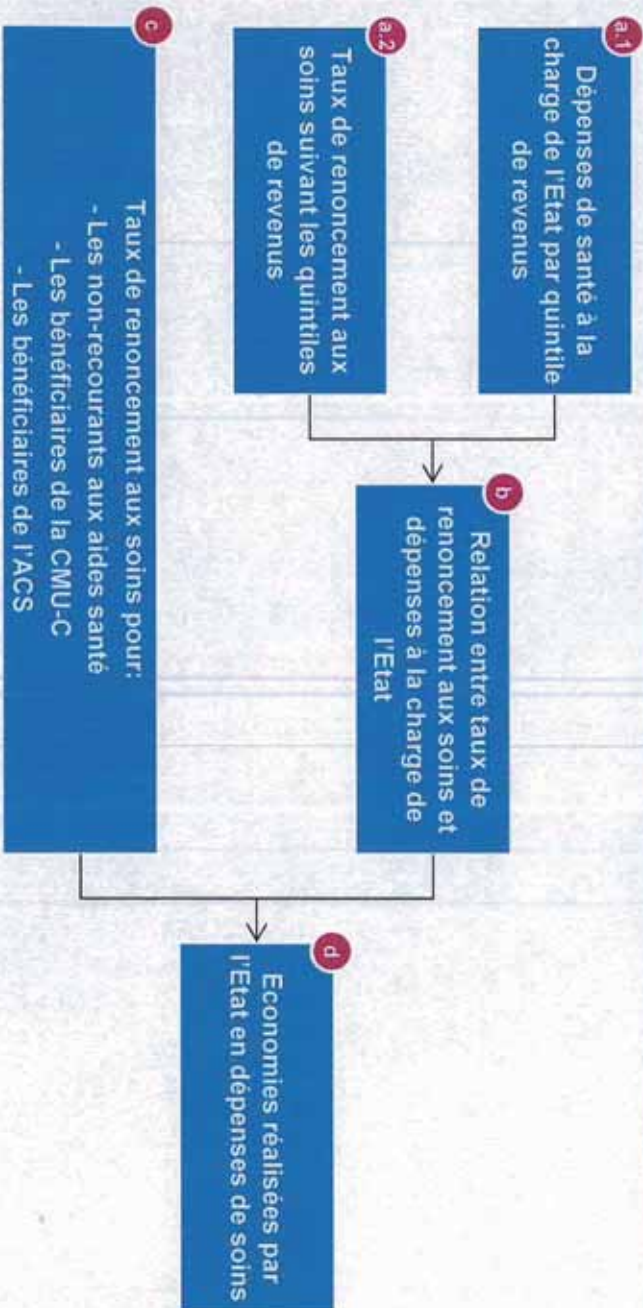 a.1
Dépenses de santé à la
charge de l'Etat par quintile
de revenus
a.2
Taux de renoncement aux
soins suivant les quintiles
de revenus
b
Relation entre taux de
renoncement aux soins et
dépenses à la charge de
l'Etat
c
Taux de renoncement aux soins pour:
- Les non-recourants aux aides santé
- Les bénéficiaires de la CMU-C
- Les bénéficiaires de l'ACS
d
Economies réalisées par
l'Etat en dépenses de soins